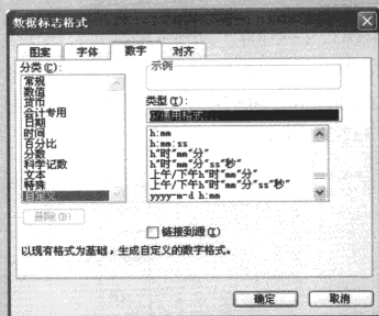 数据标志格式
图案 字体 数字 对齐
分类(C):
常规
数值
货币
会计专用
日期
时间
百分比
分数
科学记数
文本
特殊
自定义
删除(D)
示例
类型(T):
G/通用格式
h:mm
h:mm:ss
h"时"mm"分"
h"时"mm"分"ss"秒"
上午/下午h"时"mm"分"
上午/下午h"时"mm"分"ss"秒"
yyyy-m-d h:mm
链接到源(L)
以现有格式为基础，生成自定义的数字格式。
确定 取消